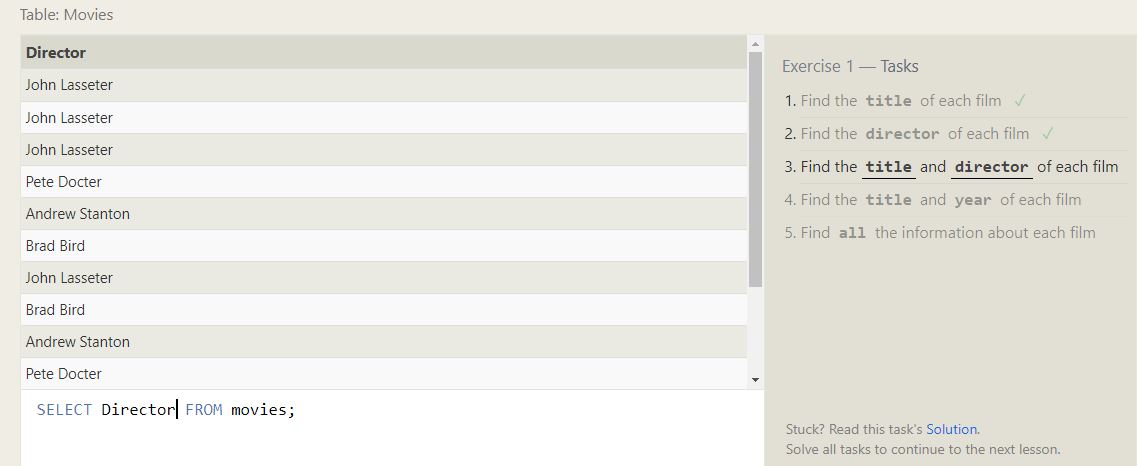 Table: Movies
Director
John Lasseter
John Lasseter
John Lasseter
Pete Docter
Andrew Stanton
Brad Bird
John Lasseter
Brad Bird
Andrew Stanton
Pete Docter
SELECT Director FROM movies;
Exercise 1 — Tasks
1. Find the title of each film ✓
2. Find the director of each film ✓
3. Find the title and director of each film
4. Find the title and year of each film
5. Find all the information about each film
Stuck? Read this task's Solution.
Solve all tasks to continue to the next lesson.